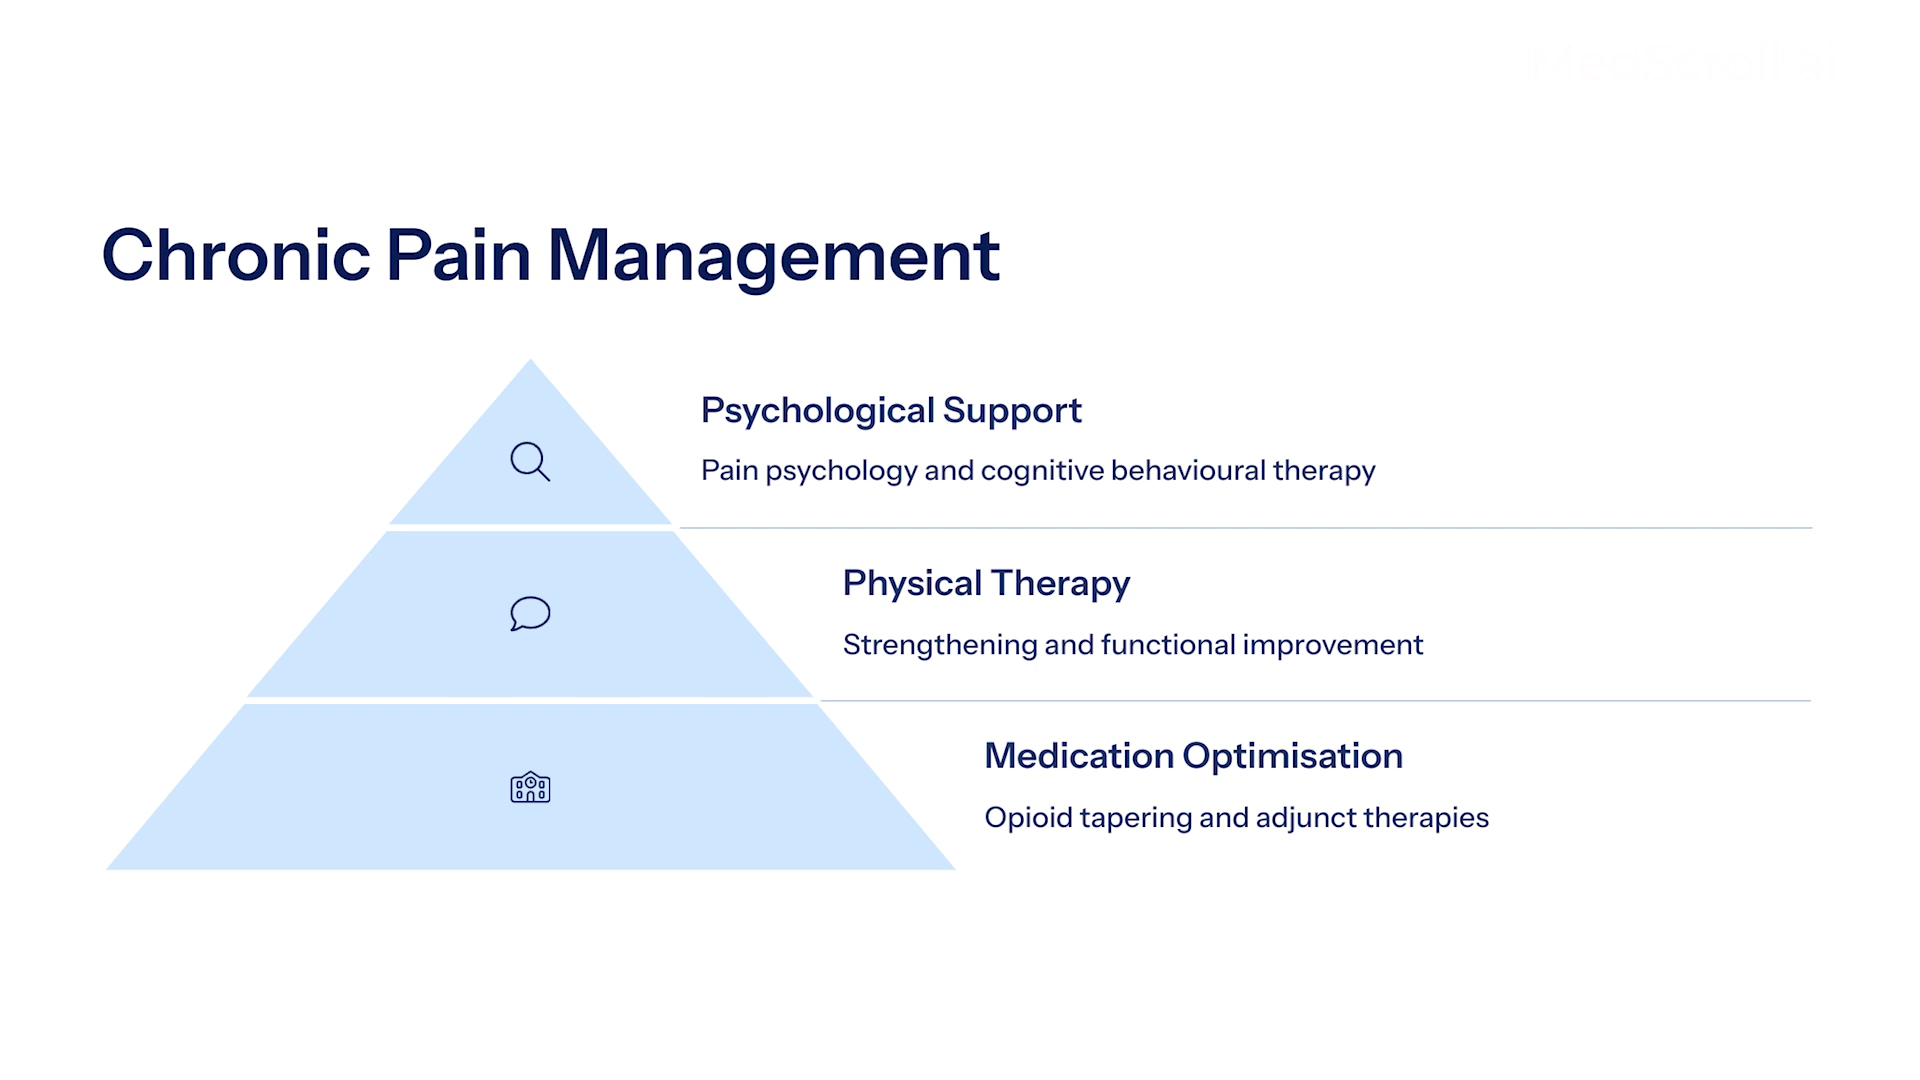 Chronic Pain Management
Psychological Support
Pain psychology and cognitive behavioural therapy
Physical Therapy
Strengthening and functional improvement
Medication Optimisation
Opioid tapering and adjunct therapies